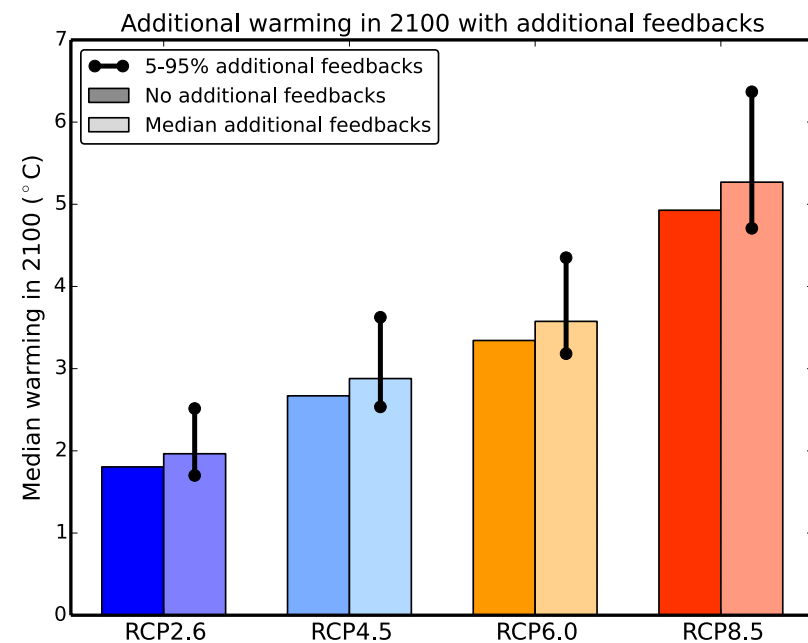 Additional warming in 2100 with additional feedbacks
7
5-95% additional feedbacks
No additional feedbacks
Median additional feedbacks
6
5
4
3
2
1
0
Median warming in 2100 (°C)
RCP2.6 RCP4.5 RCP6.0 RCP8.5